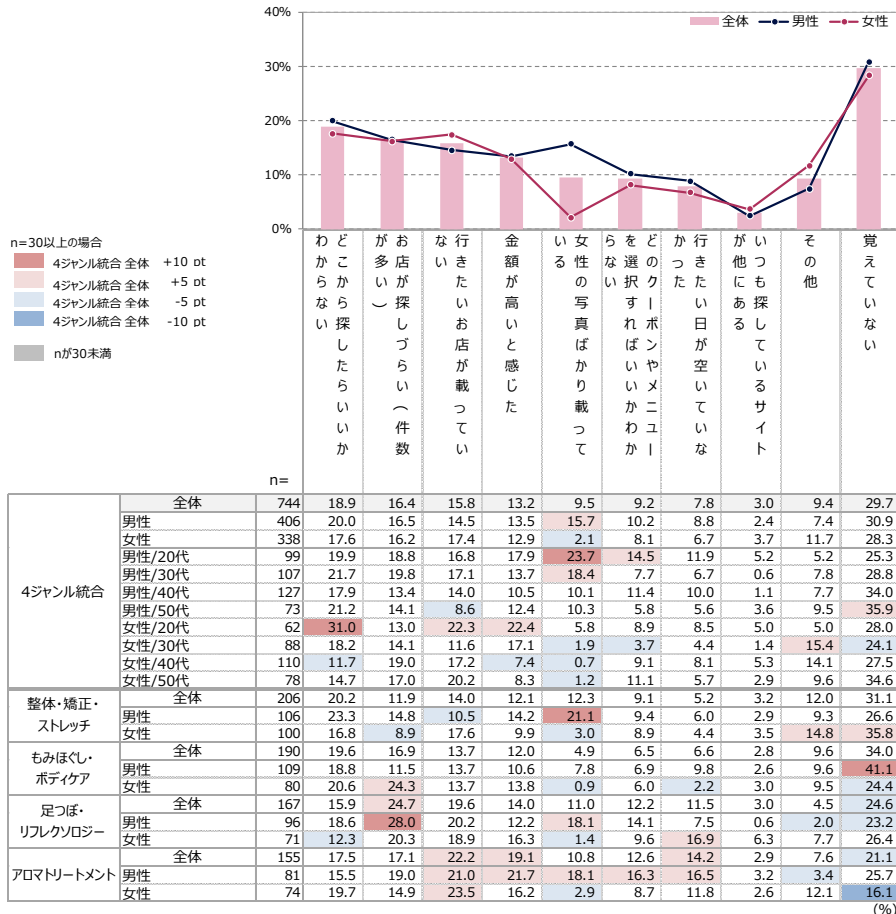 40%
30%
20%
10%
0%
全体 男性 女性
n=30以上の場合
4ジャンル統合 全体 +10 pt
4ジャンル統合 全体 +5 pt
4ジャンル統合 全体 -5 pt
4ジャンル統合 全体 -10 pt
nが30未満
どこから探したらいいか
わからない
お店が探しづらい(件数
が多い)
行きたいお店が載ってい
ない
金額が高いと感じた
女性の写真ばかり載って
いる
どのクーポンやメニュー
を選択すればいいかわか
らない
行きたい日が空いていな
かった
いつも探しているサイト
が他にある
その他
覚えていない
n=
4ジャンル統合
全体 744 18.9 16.4 15.8 13.2 9.5 9.2 7.8 3.0 9.4 29.7
男性 406 20.0 16.5 14.5 13.5 15.7 10.2 8.8 2.4 7.4 30.9
女性 338 17.6 16.2 17.4 12.9 2.1 8.1 6.7 3.7 11.7 28.3
男性/20代 99 19.9 18.8 16.8 17.9 23.7 14.5 11.9 5.2 5.2 25.3
男性/30代 107 21.7 19.8 17.1 13.7 18.4 7.7 6.7 0.6 7.8 28.8
男性/40代 127 17.9 13.4 14.0 10.5 10.1 11.4 10.0 1.1 7.7 34.0
男性/50代 73 21.2 14.1 8.6 12.4 10.3 5.8 5.6 3.6 9.5 35.9
女性/20代 62 31.0 13.0 22.3 22.4 5.8 8.9 8.5 5.0 5.0 28.0
女性/30代 88 18.2 14.1 11.6 17.1 1.9 3.7 4.4 1.4 15.4 24.1
女性/40代 110 11.7 19.0 17.2 7.4 0.7 9.1 8.1 5.3 14.1 27.5
女性/50代 78 14.7 17.0 20.2 8.3 1.2 11.1 5.7 2.9 9.6 34.6
整体・矯正・
ストレッチ
全体 206 20.2 11.9 14.0 12.1 12.3 9.1 5.2 3.2 12.0 31.1
男性 106 23.3 14.8 10.5 14.2 21.1 9.4 6.0 2.9 9.3 26.6
女性 100 16.8 8.9 17.6 9.9 3.0 8.9 4.4 3.5 14.8 35.8
もみほぐし・
ボディケア
全体 190 19.6 16.9 13.7 12.0 4.9 6.5 6.6 2.8 9.6 34.0
男性 109 18.8 11.5 13.7 10.6 7.8 6.9 9.8 2.6 9.6 41.1
女性 80 20.6 24.3 13.7 13.8 0.9 6.0 2.2 3.0 9.5 24.4
足つぼ・
リフレクソロジー
全体 167 15.9 24.7 19.6 14.0 11.0 12.2 11.5 3.0 4.5 24.6
男性 96 18.6 28.0 20.2 12.2 18.1 14.1 7.5 0.6 2.0 23.2
女性 71 12.3 20.3 18.9 16.3 1.4 9.6 16.9 6.3 7.7 26.4
アロマトリートメント
全体 155 17.5 17.1 22.2 19.1 10.8 12.6 14.2 2.9 7.6 21.1
男性 81 15.5 19.0 21.0 21.7 18.1 16.3 16.5 3.2 3.4 25.7
女性 74 19.7 14.9 23.5 16.2 2.9 8.7 11.8 2.6 12.1 16.1
(%)